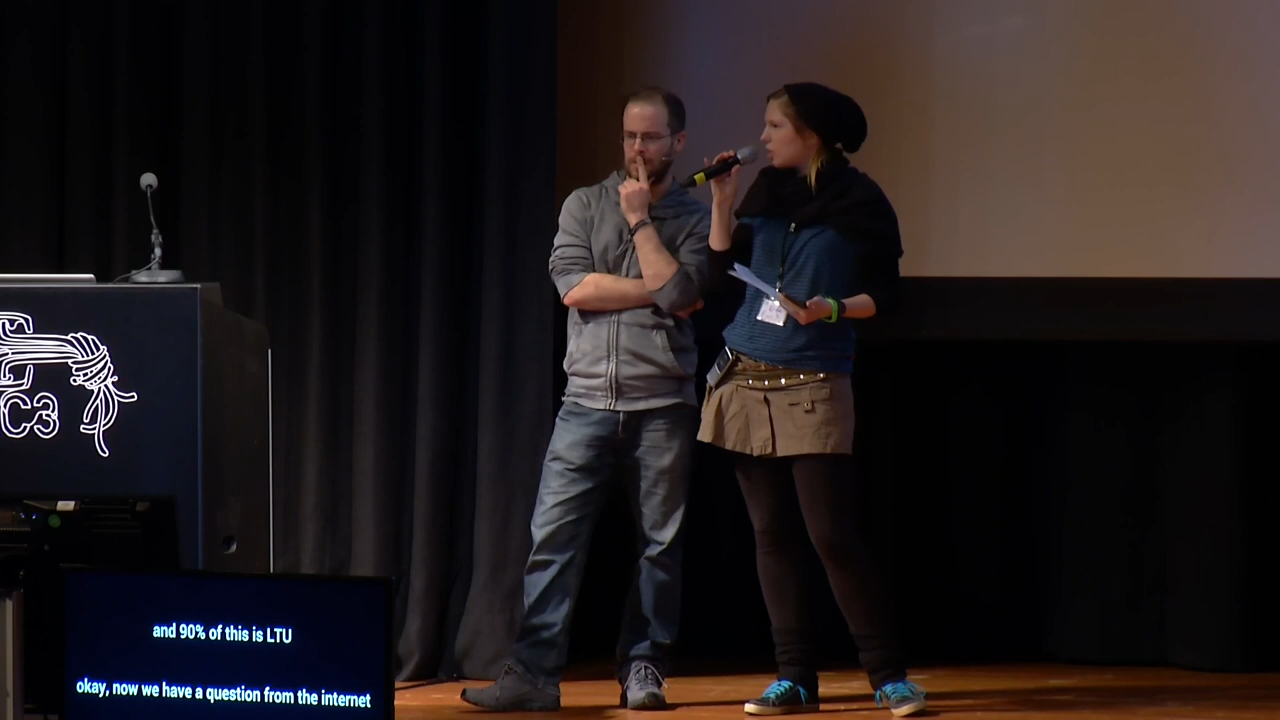 C3
and 90% of this is LTU
okay, now we have a question from the internet